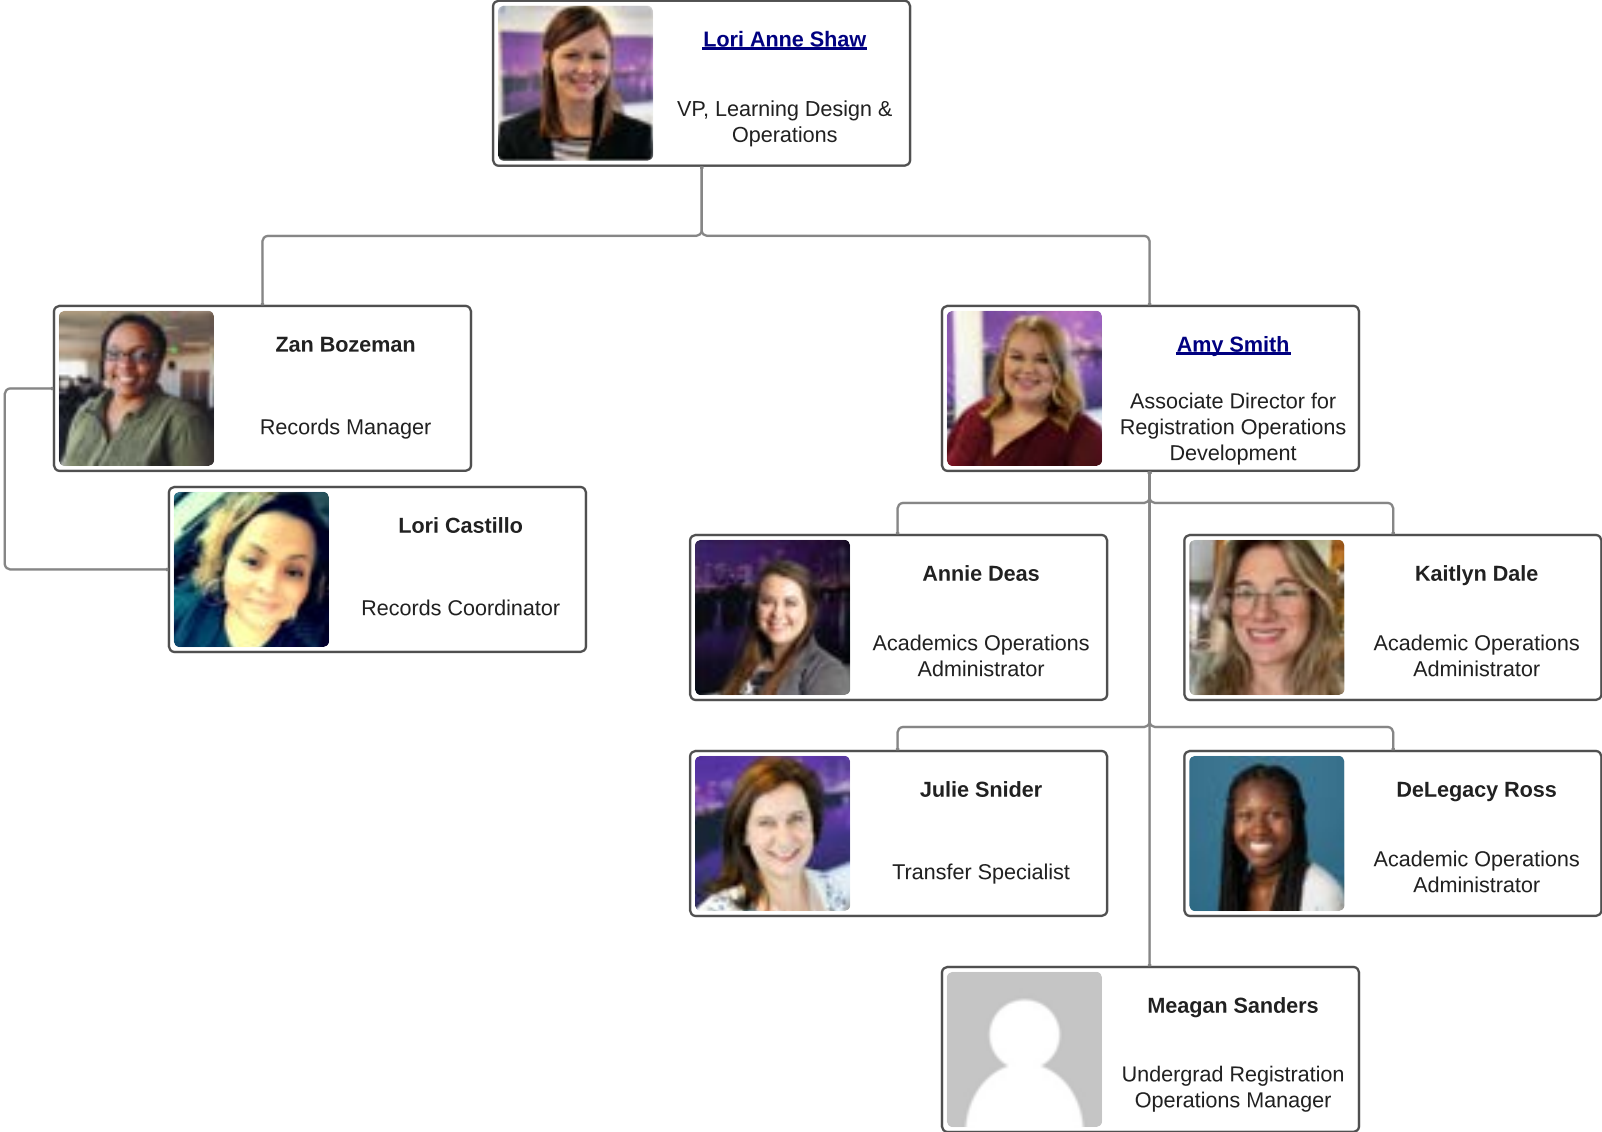 Lori Anne Shaw
VP, Learning Design &
Operations
Zan Bozeman
Records Manager
Amy Smith
Associate Director for
Registration Operations
Development
Lori Castillo
Records Coordinator
Annie Deas
Academics Operations
Administrator
Kaitlyn Dale
Academic Operations
Administrator
Julie Snider
Transfer Specialist
DeLegacy Ross
Academic Operations
Administrator
Meagan Sanders
Undergrad Registration
Operations Manager